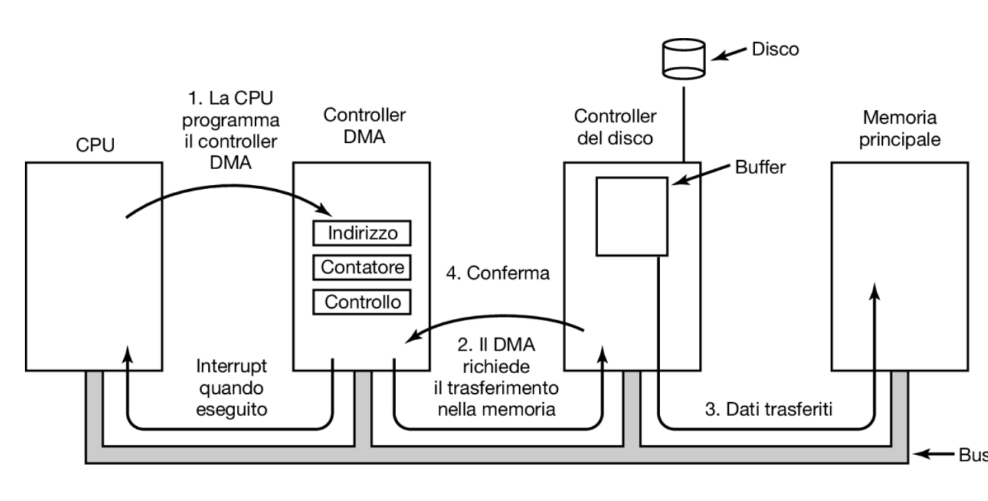 Disco
1. La CPU
programma
il controller
DMA
CPU
Controller
DMA
Controller
del disco
Memoria
principale
Buffer
Indirizzo
Contatore
Controllo
4. Conferma
2. Il DMA
richiede
il trasferimento
nella memoria
Interrupt
quando
eseguito
3. Dati trasferiti
Bus